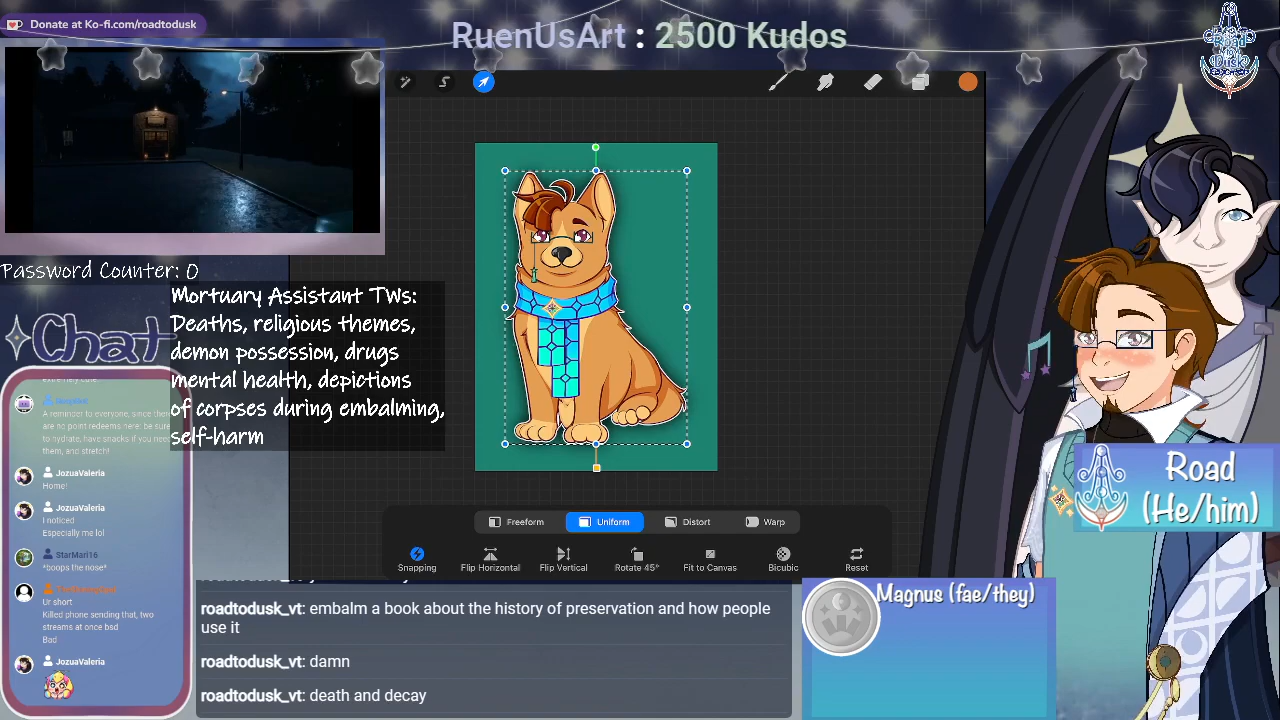 Donate at Ko-fi.com/roadtodusk
RuenUsArt : 2500 Kudos
Password Counter: 0
Mortuary Assistant TWs:
Deaths, religious themes,
demon possession, drugs
mental health, depictions
of corpses during embalming,
self-harm
Chat
extremely cute.
A reminder to everyone, since there
are no point redeems here: be sure
to hydrate, have snacks if you need
them, and stretch!
JozuaValeria
Home!
JozuaValeria
I noticed
Especially me lol
StarMari16
*boops the nose*
Ur short
Killed phone sending that, two
streams at once bsd
Bad
JozuaValeria
Freeform
Uniform
Distort
Warp
Snapping
Flip Horizontal
Flip Vertical
Rotate 45°
Fit to Canvas
Bicubic
Reset
roadtodusk_vt: embalm a book about the history of preservation and how people
use it
roadtodusk_vt: damn
roadtodusk_vt: death and decay
Road
(He/him)
Magnus (fae/they)